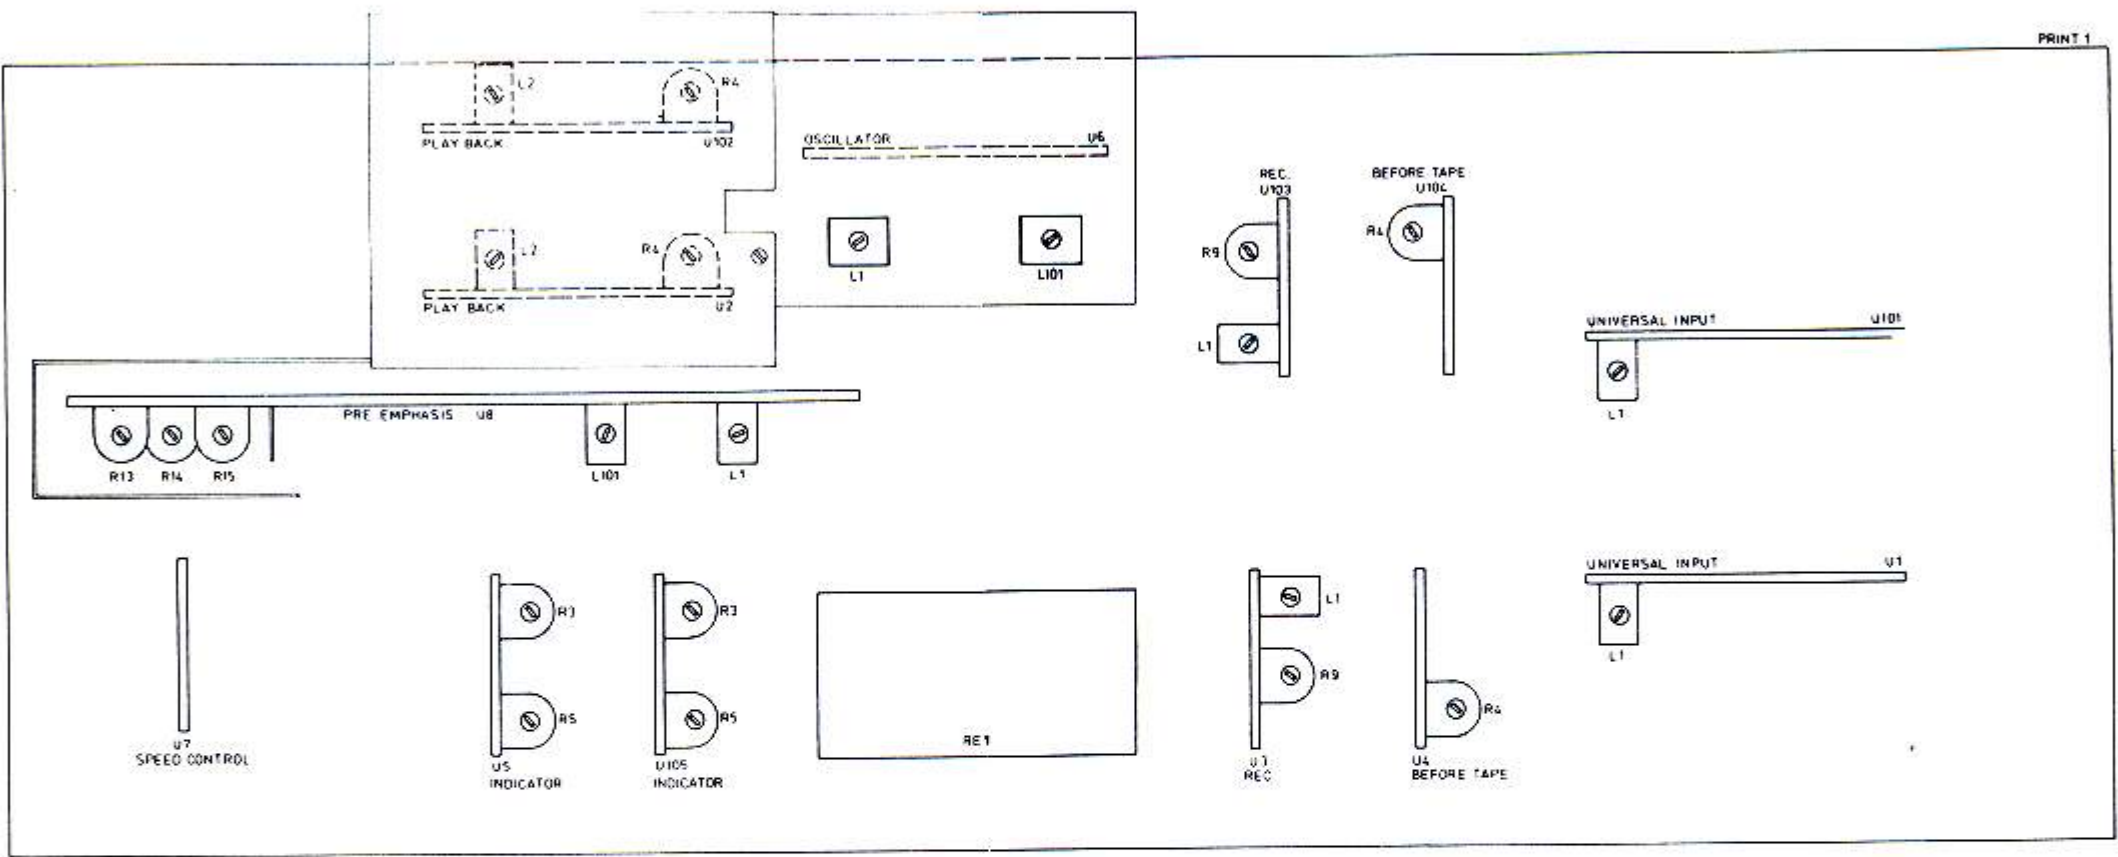 PRINT 1
L2
R4
PLAY BACK
U102
OSCILLATOR
U6
REC.
U103
BEFORE TAPE
U104
R4
R9
L2
R4
PLAY BACK
U2
L1
L101
L1
UNIVERSAL INPUT
U101
L1
PRE EMPHASIS U8
R13
R14
R15
L101
L1
UNIVERSAL INPUT
U1
L1
R3
R3
L1
R9
R5
R5
R4
RE1
U7
SPEED CONTROL
U5
INDICATOR
U105
INDICATOR
U3
REC
U4
BEFORE TAPE